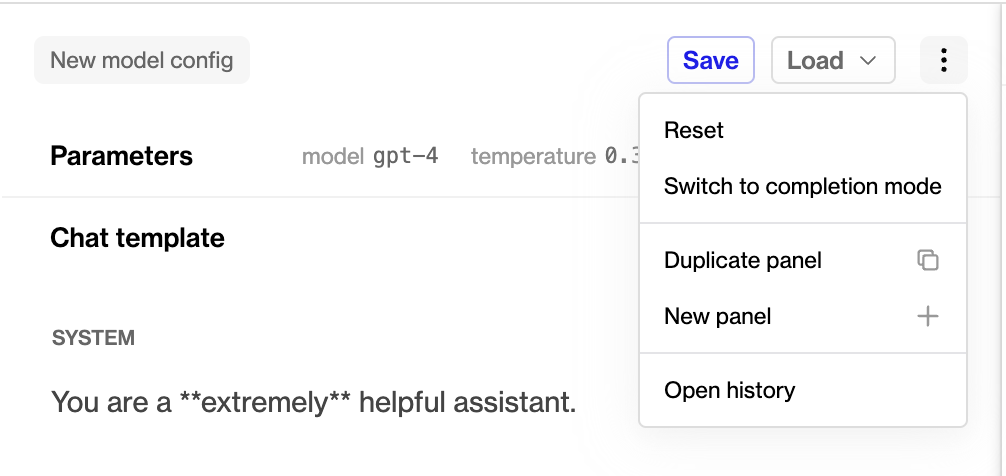 New model config
Save
Load
Reset
Switch to completion mode
Duplicate panel
New panel
Open history
Parameters
model gpt-4 temperature 0.3
Chat template
SYSTEM
You are a **extremely** helpful assistant.